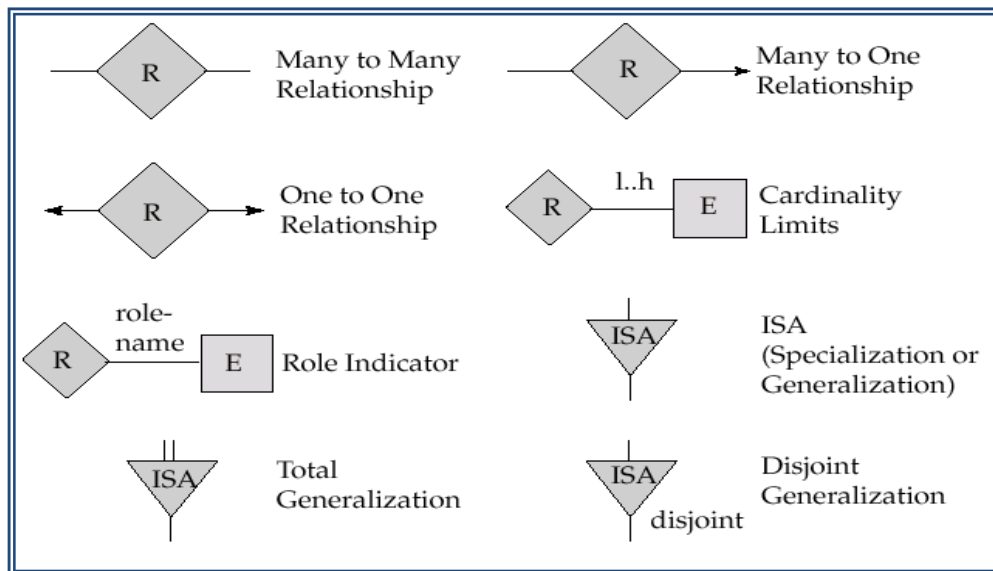 R
Many to Many
Relationship
R
Many to One
Relationship
R
One to One
Relationship
R
l..h
E
Cardinality
Limits
R
role-
name
E
Role Indicator
ISA
ISA
(Specialization or
Generalization)
ISA
Total
Generalization
ISA
disjoint
Disjoint
Generalization